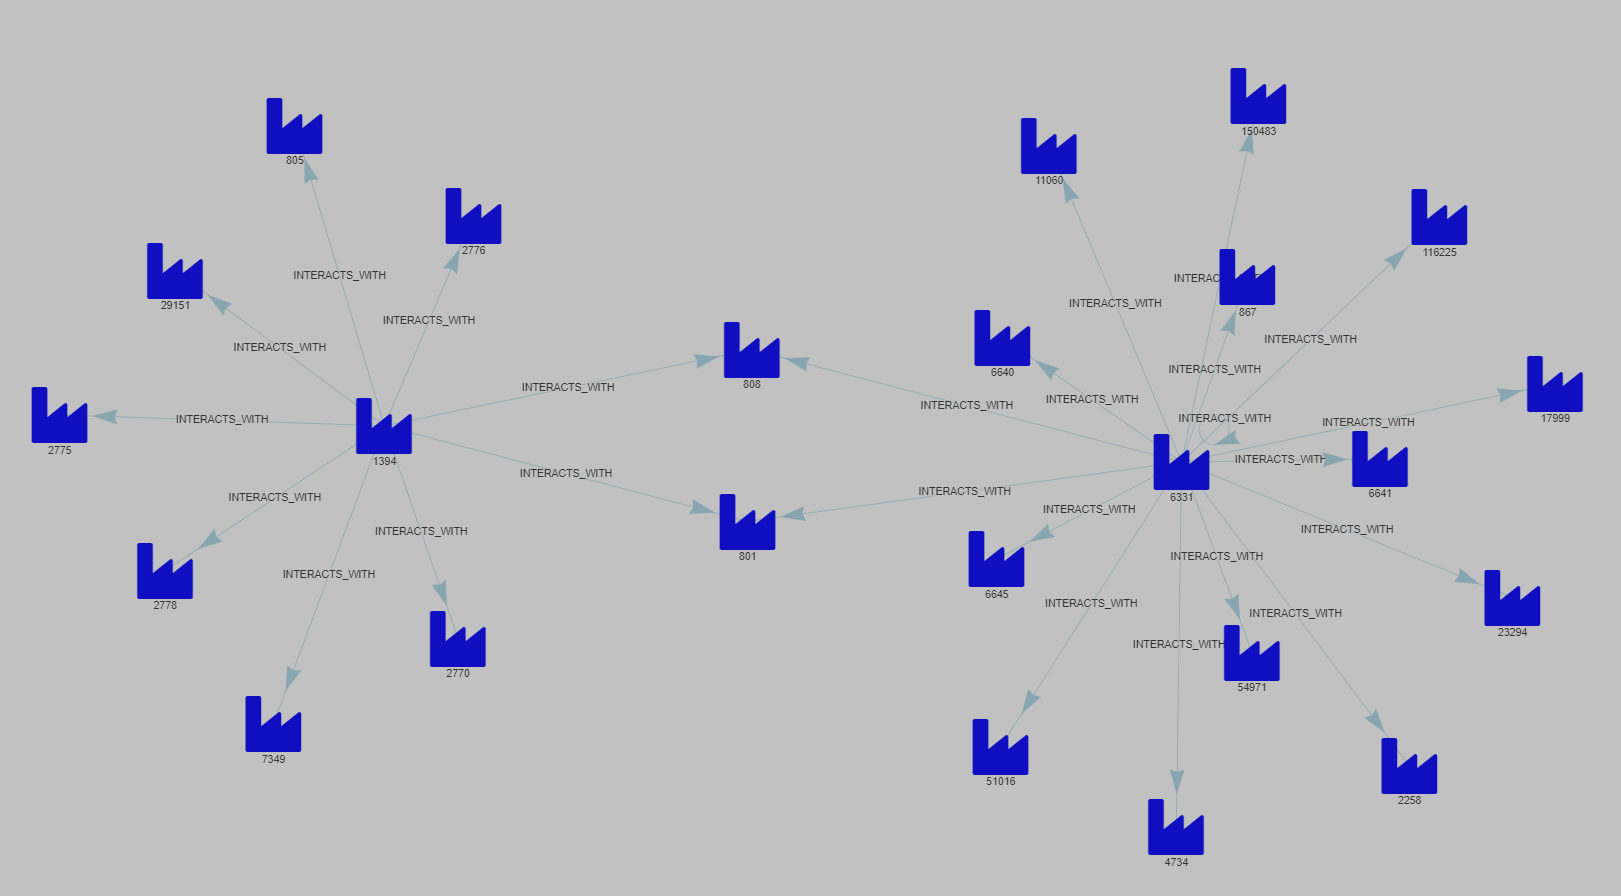 150483
805
11060
2776
116225
INTERACTS_WITH
INTERAC
29151
INTERACTS_WITH
867
INTERACTS_WITH
INTERACTS_WITH
INTERACTS_WITH
INTERACTS_WITH
INTERACTS_WITH
6640
808
INTERACTS_WITH
INTERACTS_WITH
INTERACTS_WITH
INTERACTS_WITH
17999
INTERACTS_WITH
INTERACTS_WITH
INTERACTS_WITH
2775
1394
INTERACTS_WITH
INTERACTS_WITH
INTERACTS_WITH
6641
6331
INTERACTS_WITH
INTERACTS_WITH
INTERACTS_WITH
INTERACTS_WITH
801
INTERACTS_WITH
INTERACTS_WITH
6645
2778
INTERACTS_WITH
INTERACTS_WITH
23294
INTERACTS_WITH
2770
54971
7349
51016
2258
4734